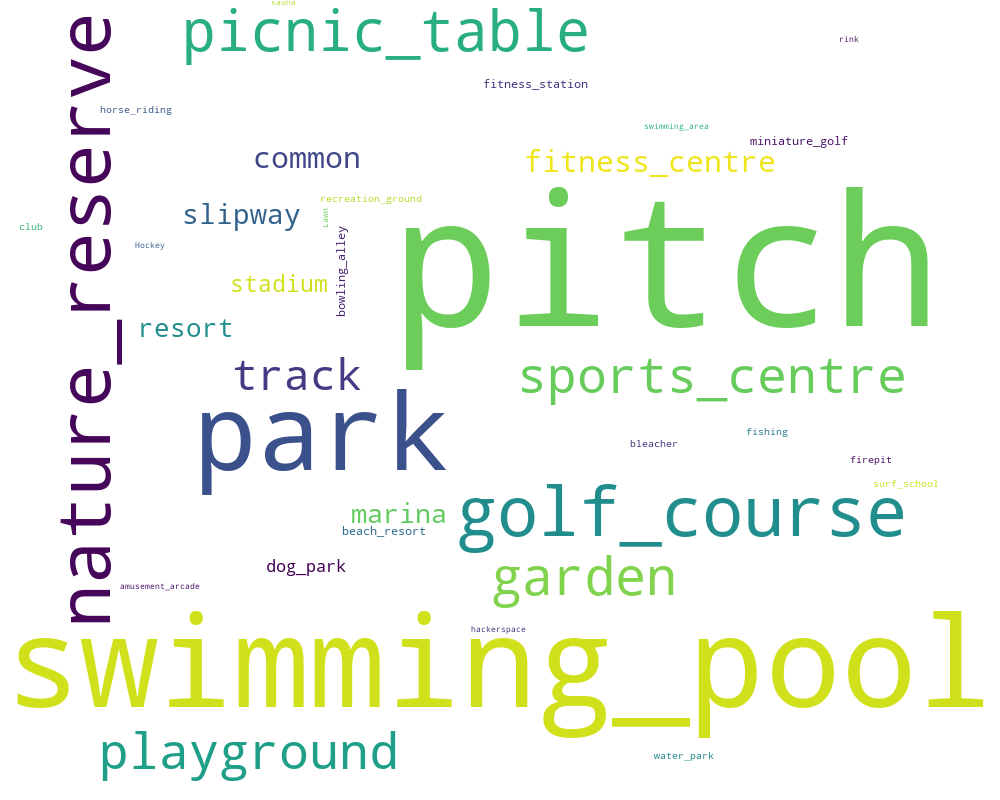 sauna
picnic_table
nature_reserve
rink
fitness_station
horse_riding
swimming_area
miniature_golf
common
fitness_centre
pitch
recreation_ground
slipway
Lawn
club
bowling_alley
Hockey
stadium
resort
track
sports_centre
park
fishing
bleacher
firepit
surf_school
golf_course
marina
beach_resort
dog_park
garden
amusement_arcade
swimming_pool
hackerspace
playground
water_park